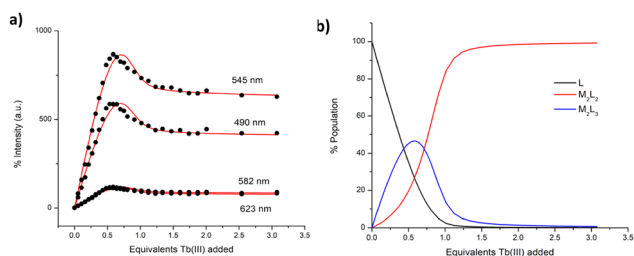 a)
1000
500
0
% Intensity (a.u.)
545 nm
490 nm
582 nm
623 nm
0.0 0.5 1.0 1.5 2.0 2.5 3.0 3.5
Equivalents Tb(III) added
b)
100
80
60
40
20
0
% Population
L
M₂L₂
M₂L₃
0.0 0.5 1.0 1.5 2.0 2.5 3.0 3.5
Equivalents Tb(III) added